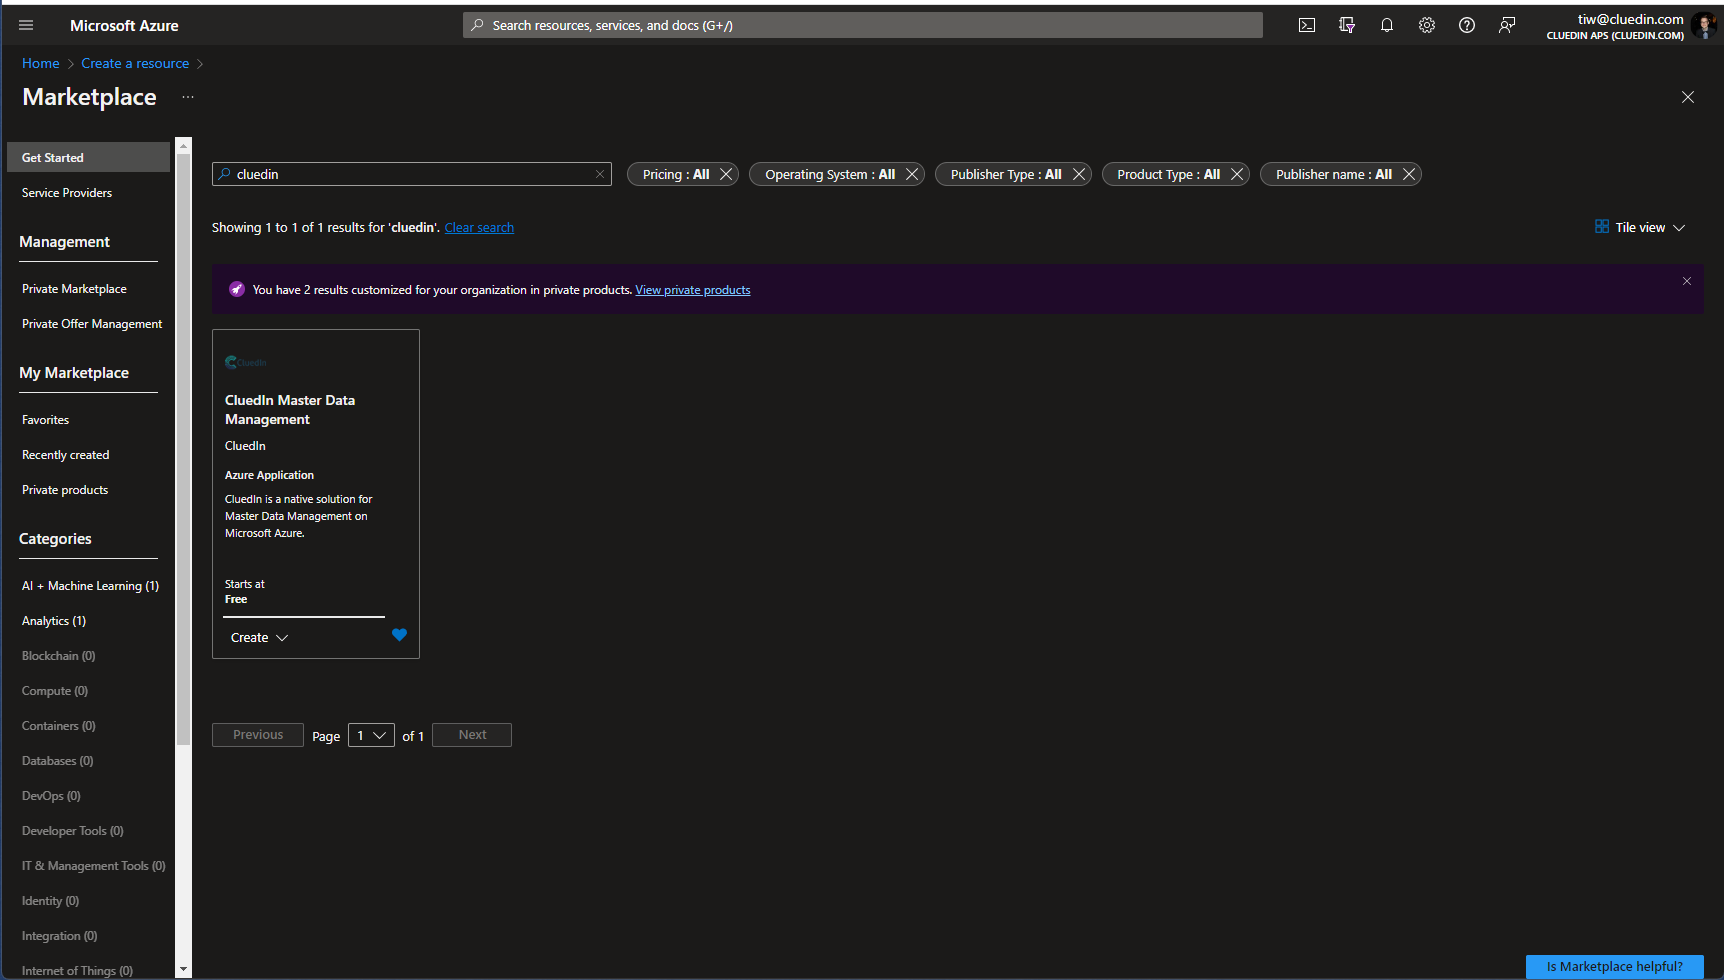 Microsoft Azure
Search resources, services, and docs (G+/)
tiw@cluedin.com
CLUEDIN APS (CLUEDIN.COM)
Home > Create a resource >
Marketplace ...
Get Started
Service Providers
Management
Private Marketplace
Private Offer Management
My Marketplace
Favorites
Recently created
Private products
Categories
AI + Machine Learning (1)
Analytics (1)
Blockchain (0)
Compute (0)
Containers (0)
Databases (0)
DevOps (0)
Developer Tools (0)
IT & Management Tools (0)
Identity (0)
Integration (0)
Internet of Things (0)
cluedin
Pricing : All
Operating System : All
Publisher Type : All
Product Type : All
Publisher name : All
Showing 1 to 1 of 1 results for 'cluedin'. Clear search
Tile view
You have 2 results customized for your organization in private products. View private products
CluedIn
CluedIn Master Data
Management
CluedIn
Azure Application
CluedIn is a native solution for
Master Data Management on
Microsoft Azure.
Starts at
Free
Create
Previous Page 1 of 1 Next
Is Marketplace helpful?